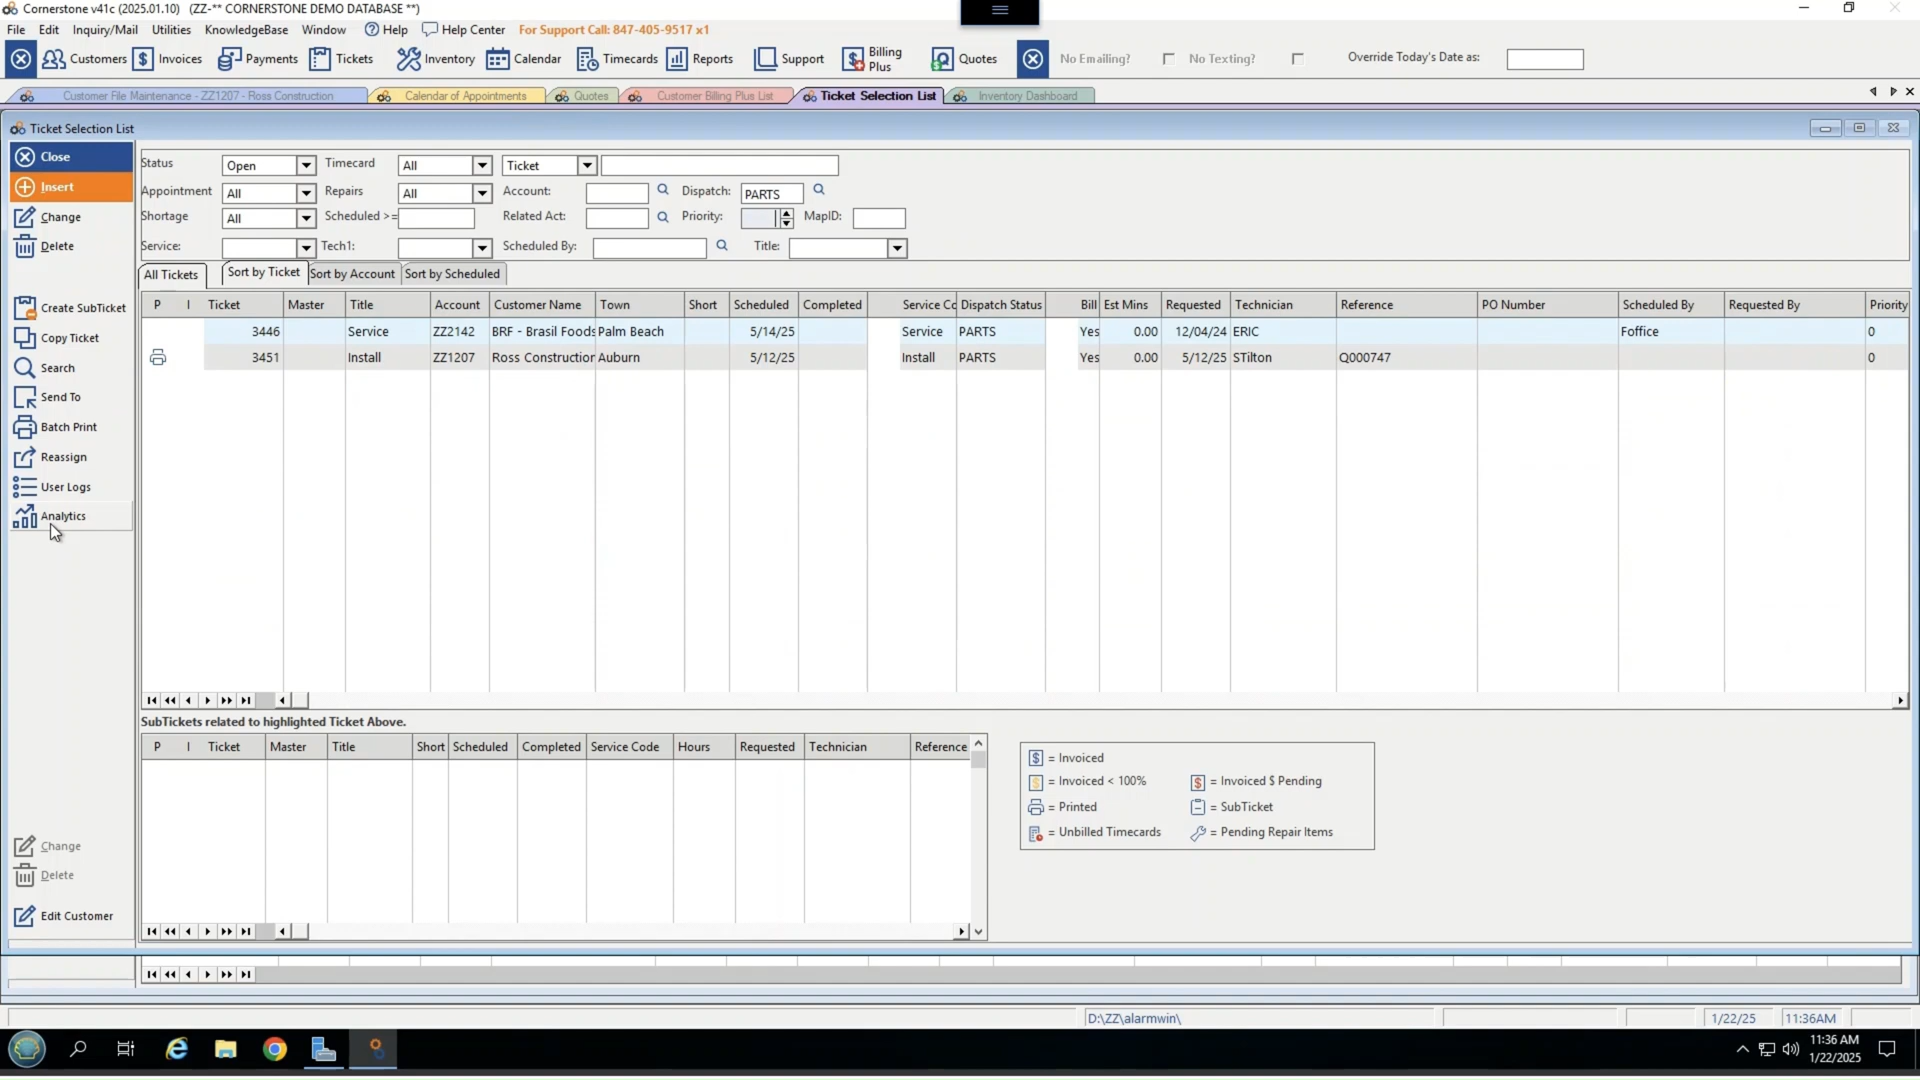 Cornerstone v41c (2025.01.10) (ZZ-** CORNERSTONE DEMO DATABASE **)
File Edit Inquiry/Mail Utilities KnowledgeBase Window Help Help Center For Support Call: 847-405-9517 x1
Customers Invoices Payments Tickets Inventory Calendar Timecards Reports Support Billing Plus Quotes No Emailing? No Texting? Override Today's Date as:
Customer File Maintenance - ZZ1207 - Ross Construction Calendar of Appointments Quotes Customer Billing Plus List Ticket Selection List Inventory Dashboard
Ticket Selection List
Close
Insert
Change
Delete
Create SubTicket
Copy Ticket
Search
Send To
Batch Print
Reassign
User Logs
Analytics
Change
Delete
Edit Customer
Status Open Timecard All Ticket
Appointment All Repairs All Account: Dispatch: PARTS
Shortage All Scheduled >= Related Act: Priority: MapID:
Service: Tech1: Scheduled By: Title:
All Tickets Sort by Ticket Sort by Account Sort by Scheduled
P I Ticket Master Title Account Customer Name Town Short Scheduled Completed Service Co Dispatch Status Bill Est Mins Requested Technician Reference PO Number Scheduled By Requested By Priority
3446 Service ZZ2142 BRF - Brasil Foods Palm Beach 5/14/25 Service PARTS Yes 0.00 12/04/24 ERIC Foffice 0
3451 Install ZZ1207 Ross Construction Auburn 5/12/25 Install PARTS Yes 0.00 5/12/25 STilton Q000747 0
SubTickets related to highlighted Ticket Above.
P I Ticket Master Title Short Scheduled Completed Service Code Hours Requested Technician Reference
$ = Invoiced
$ = Invoiced < 100% $ = Invoiced $ Pending
= Printed = SubTicket
= Unbilled Timecards = Pending Repair Items
D:\ZZ\alarmwin\ 1/22/25 11:36AM
11:36 AM
1/22/2025